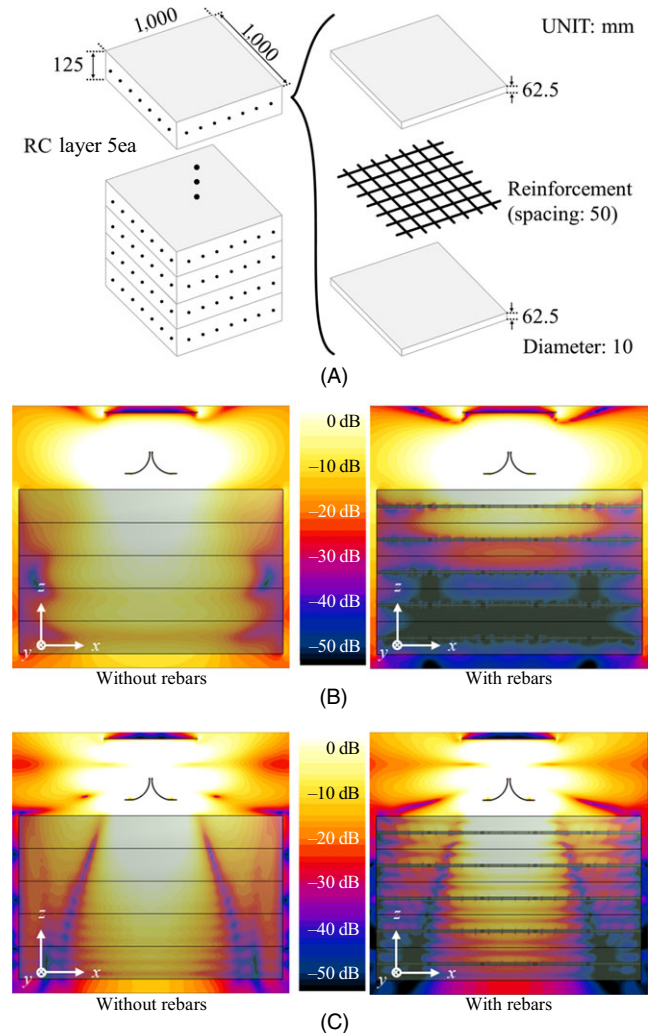 1,000
1,000
125
RC layer 5ea
UNIT: mm
62.5
Reinforcement
(spacing: 50)
62.5
Diameter: 10
(A)
0 dB
–10 dB
–20 dB
–30 dB
–40 dB
–50 dB
z
y
x
z
y
x
Without rebars
With rebars
(B)
0 dB
–10 dB
–20 dB
–30 dB
–40 dB
–50 dB
z
y
x
z
y
x
Without rebars
With rebars
(C)